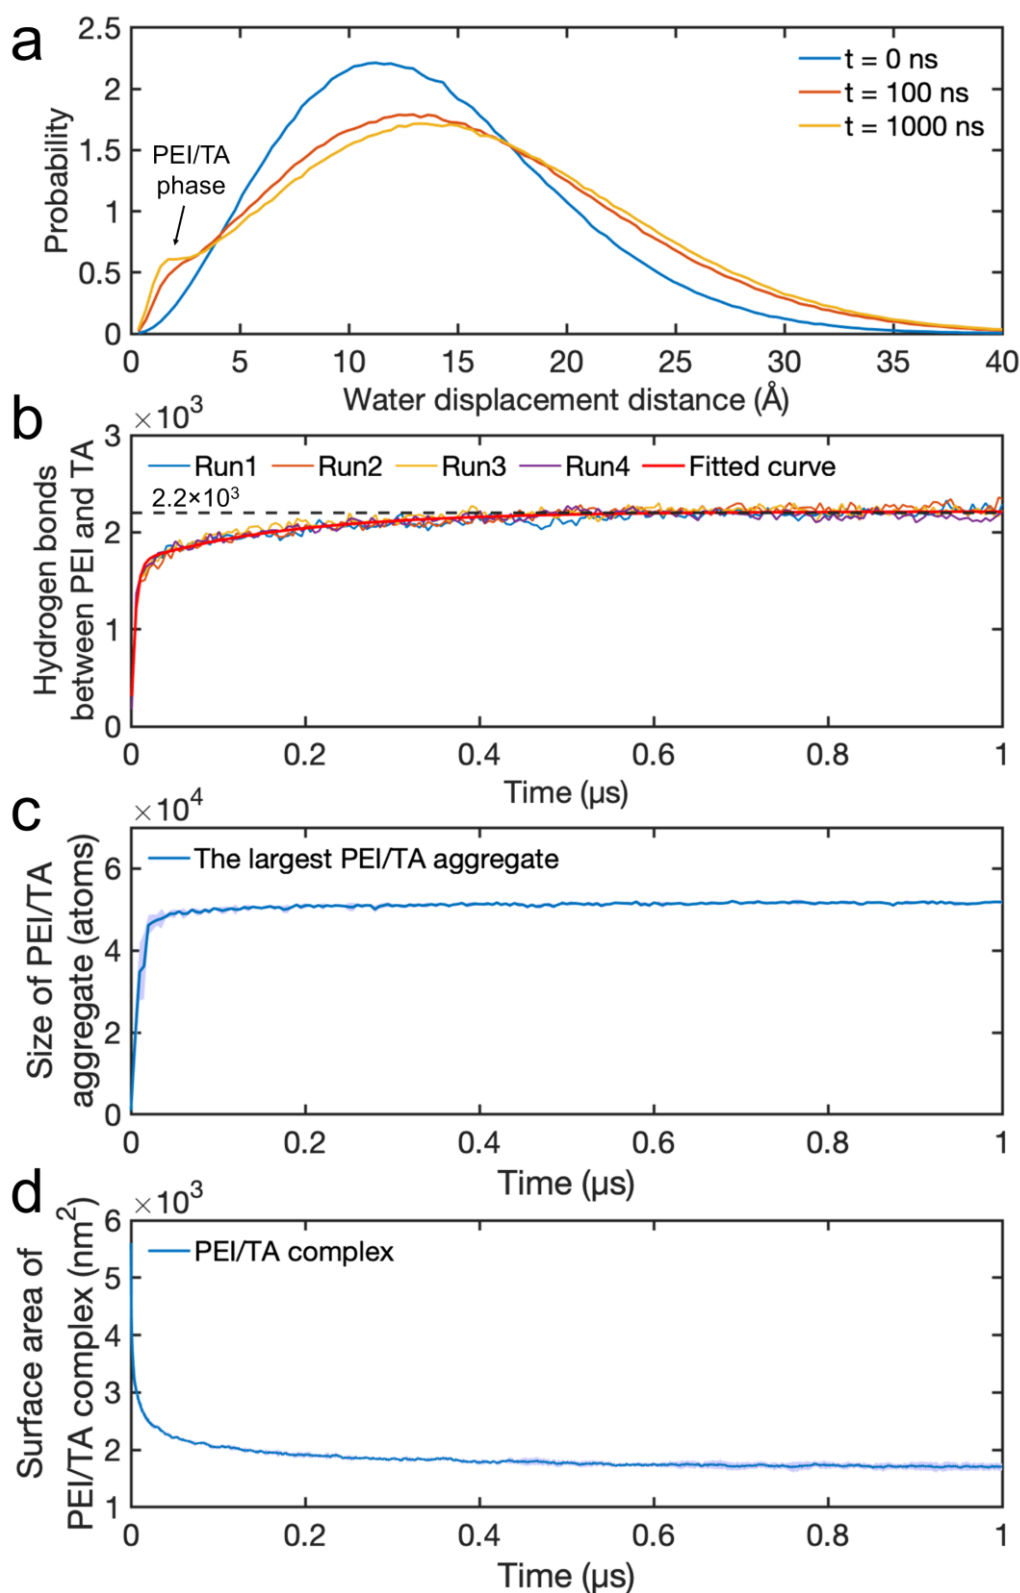 a
2.5
2
1.5
1
0.5
0
Probability
t = 0 ns
t = 100 ns
t = 1000 ns
PEI/TA
phase
0 5 10 15 20 25 30 35 40
Water displacement distance (Å)
b
×10³
3
2
1
0
Hydrogen bonds
between PEI and TA
Run1 Run2 Run3 Run4 Fitted curve
2.2×10³
0 0.2 0.4 0.6 0.8 1
Time (µs)
c
×10⁴
6
4
2
0
Size of PEI/TA
aggregate (atoms)
The largest PEI/TA aggregate
0 0.2 0.4 0.6 0.8 1
Time (µs)
d
×10³
6
5
4
3
2
1
Surface area of
PEI/TA complex (nm²)
PEI/TA complex
0 0.2 0.4 0.6 0.8 1
Time (µs)